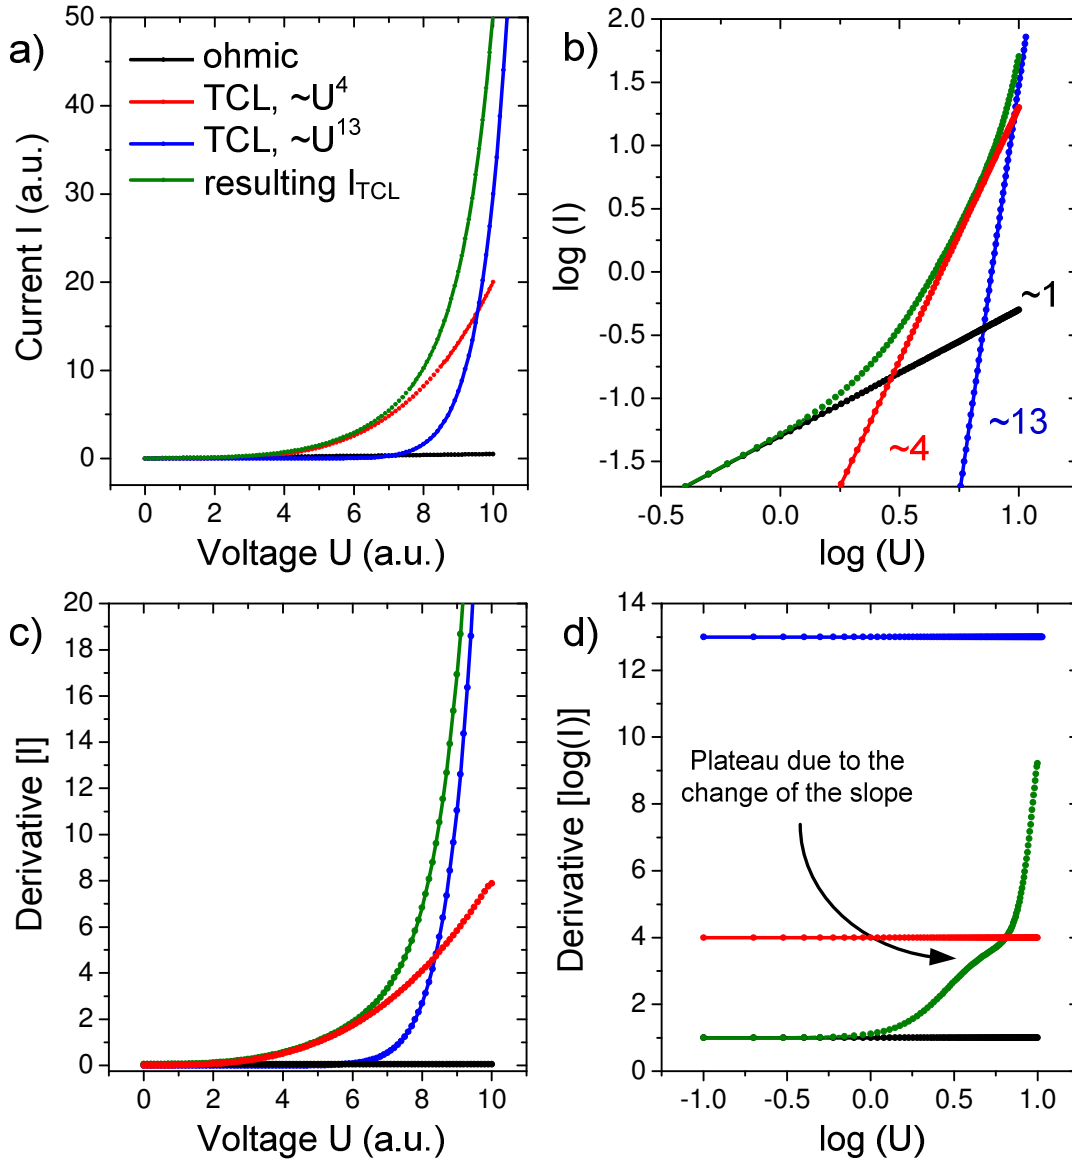 a)
ohmic
TCL, ~U⁴
TCL, ~U¹³
resulting I_TCL
50
40
30
20
10
0
Current I (a.u.)
0 2 4 6 8 10
Voltage U (a.u.)
b)
2.0
1.5
1.0
0.5
0.0
-0.5
-1.0
-1.5
log (I)
~1
~4
~13
-0.5 0.0 0.5 1.0
log (U)
c)
20
18
16
14
12
10
8
6
4
2
0
Derivative [I]
0 2 4 6 8 10
Voltage U (a.u.)
d)
14
12
10
8
6
4
2
0
Derivative [log(I)]
Plateau due to the
change of the slope
-1.0 -0.5 0.0 0.5 1.0
log (U)